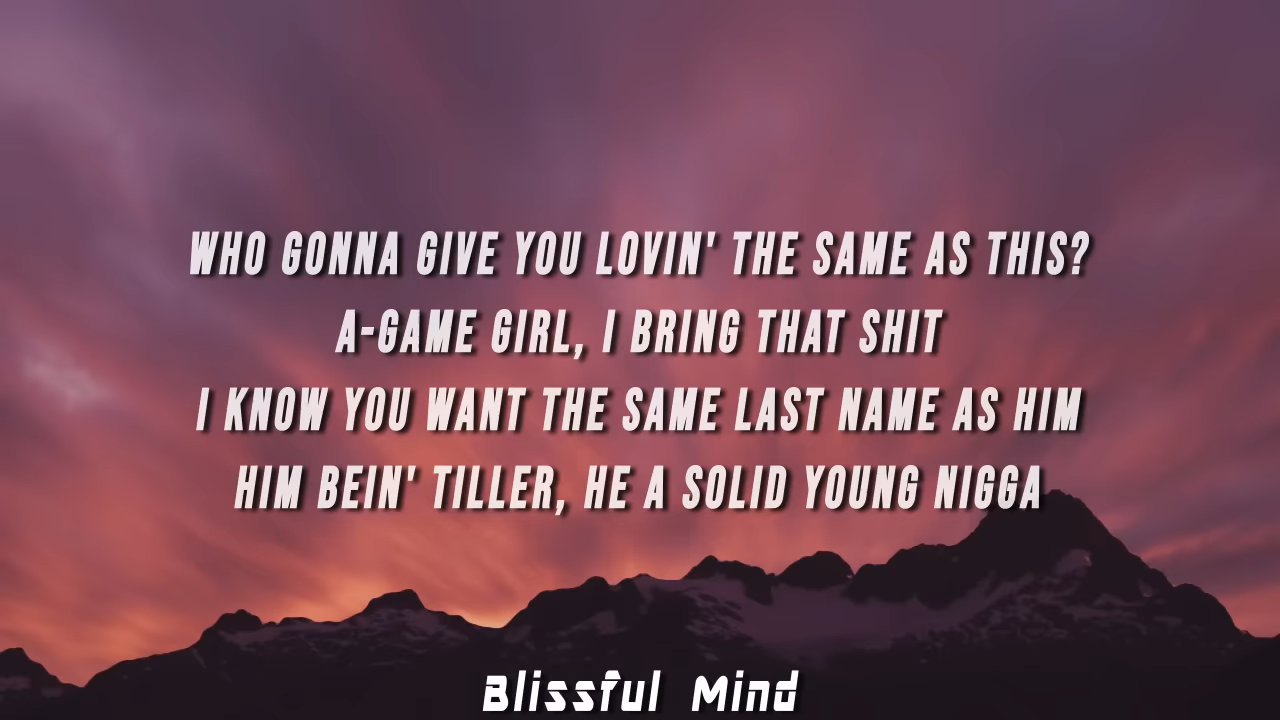 WHO GONNA GIVE YOU LOVIN' THE SAME AS THIS?
A-GAME GIRL, I BRING THAT SHIT
I KNOW YOU WANT THE SAME LAST NAME AS HIM
HIM BEIN' TILLER, HE A SOLID YOUNG NIGGA
Blissful Mind